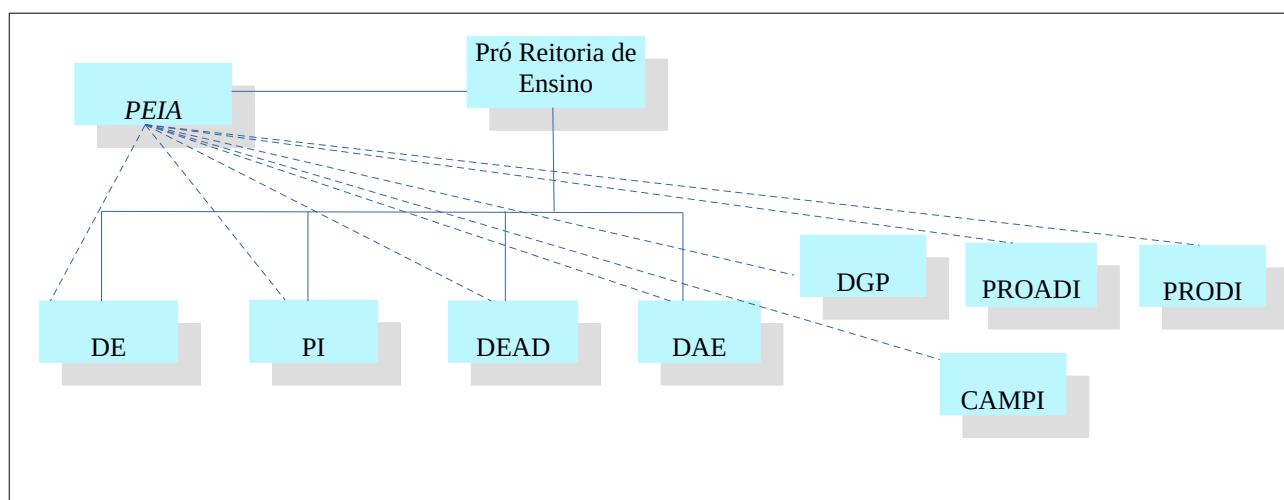 Pró Reitoria de
Ensino
PEIA
DGP
PROADI
PRODI
DE
PI
DEAD
DAE
CAMPI